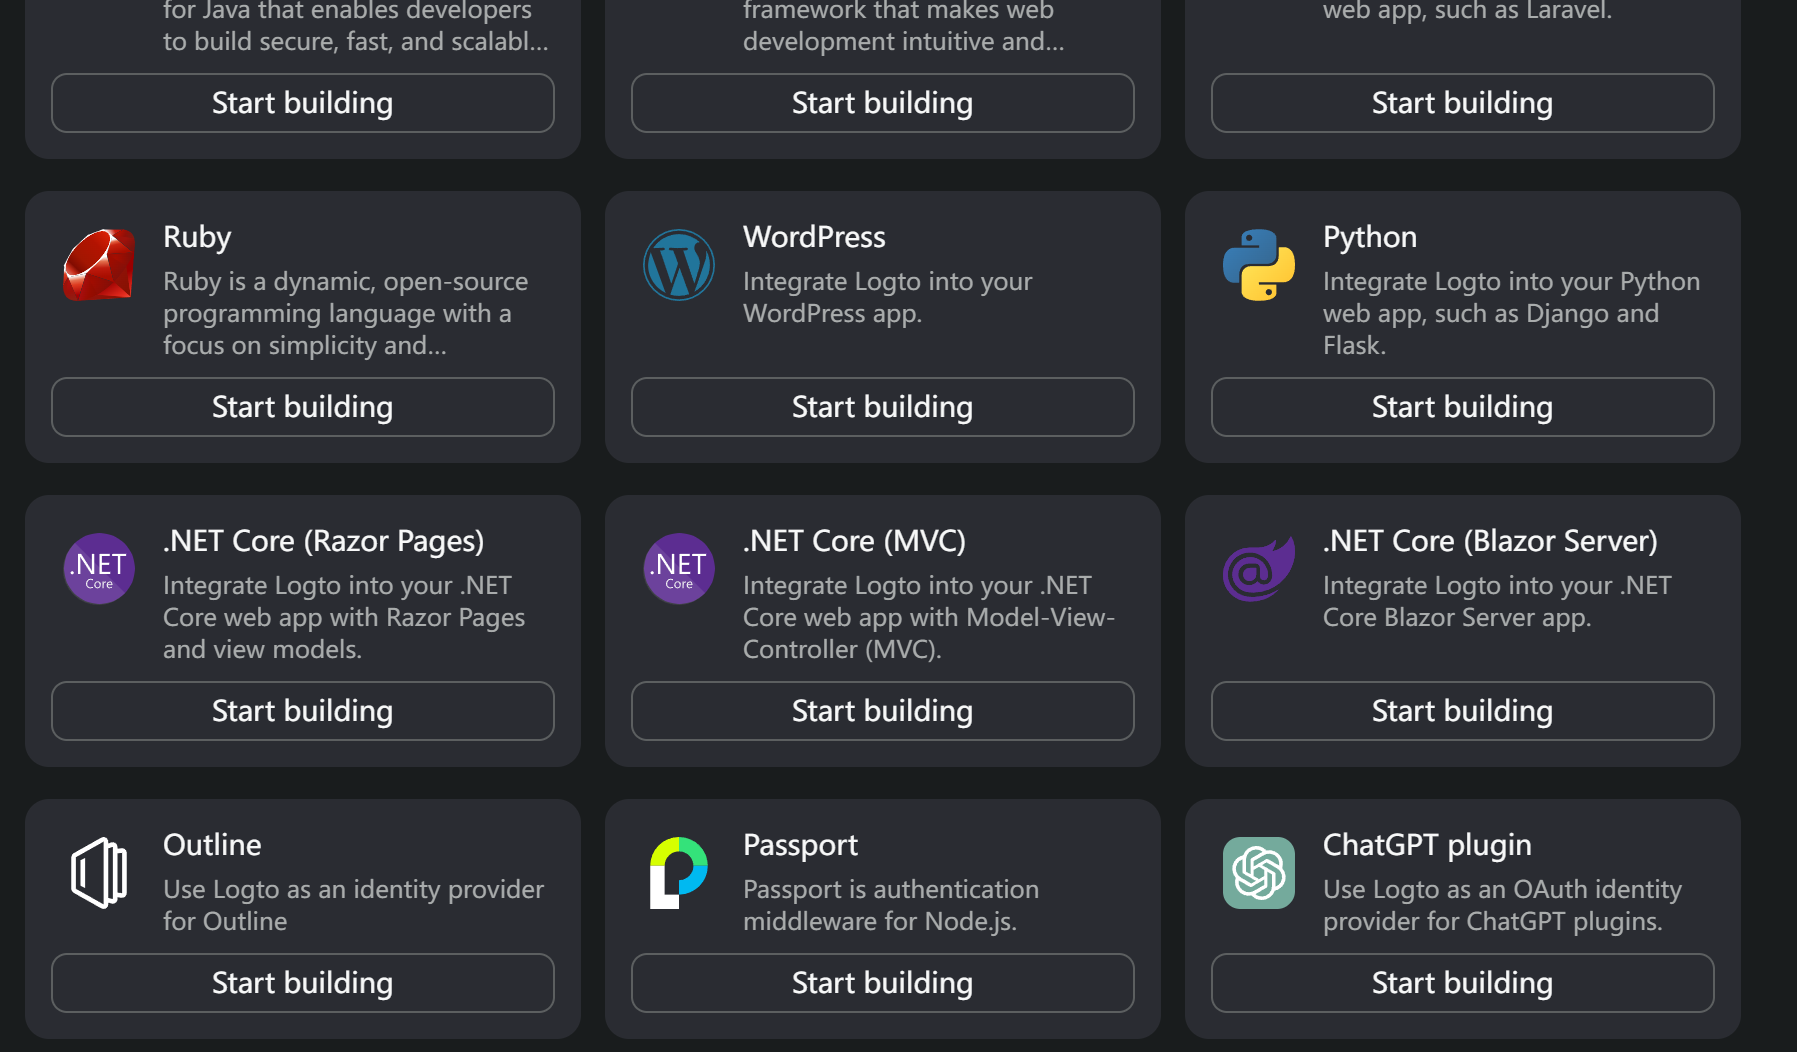 for Java that enables developers
to build secure, fast, and scalabl...
Start building
framework that makes web
development intuitive and...
Start building
web app, such as Laravel.
Start building
Ruby
Ruby is a dynamic, open-source
programming language with a
focus on simplicity and...
Start building
WordPress
Integrate Logto into your
WordPress app.
Start building
Python
Integrate Logto into your Python
web app, such as Django and
Flask.
Start building
.NET
Core
.NET Core (Razor Pages)
Integrate Logto into your .NET
Core web app with Razor Pages
and view models.
Start building
.NET
Core
.NET Core (MVC)
Integrate Logto into your .NET
Core web app with Model-View-
Controller (MVC).
Start building
.NET Core (Blazor Server)
Integrate Logto into your .NET
Core Blazor Server app.
Start building
Outline
Use Logto as an identity provider
for Outline
Start building
Passport
Passport is authentication
middleware for Node.js.
Start building
ChatGPT plugin
Use Logto as an OAuth identity
provider for ChatGPT plugins.
Start building